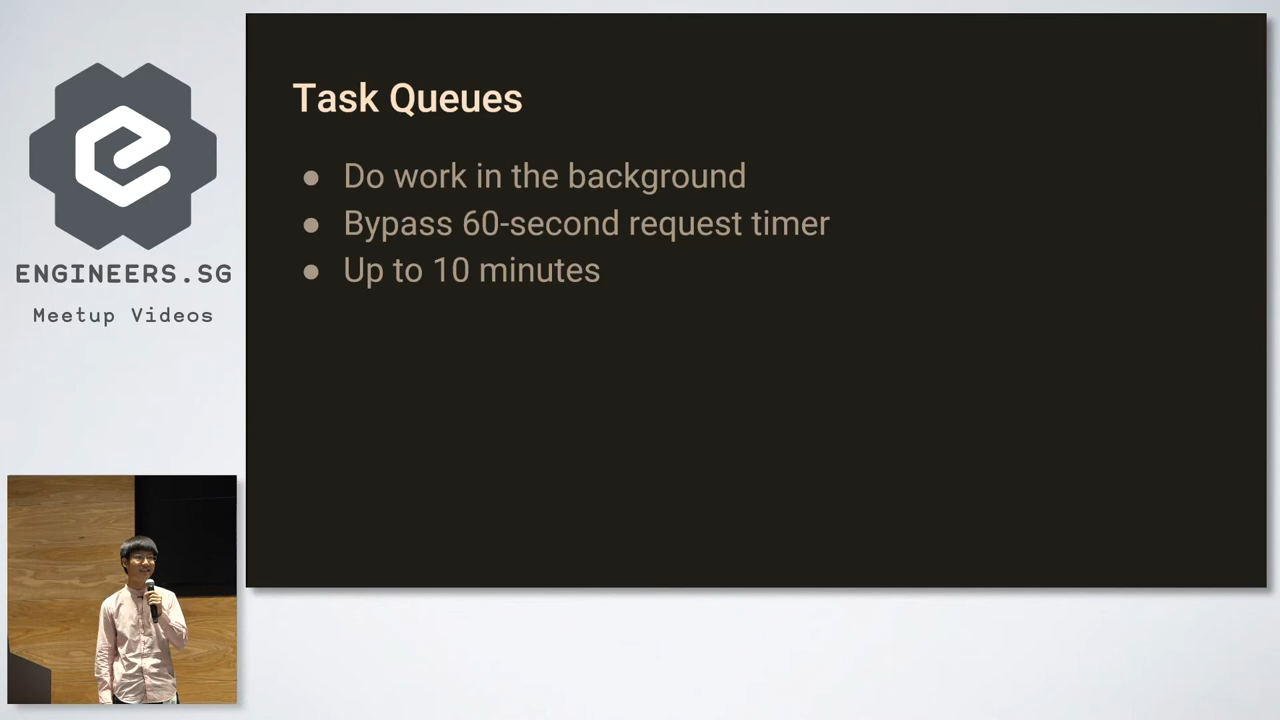 ENGINEERS.SG
Meetup Videos
Task Queues
● Do work in the background
● Bypass 60-second request timer
● Up to 10 minutes